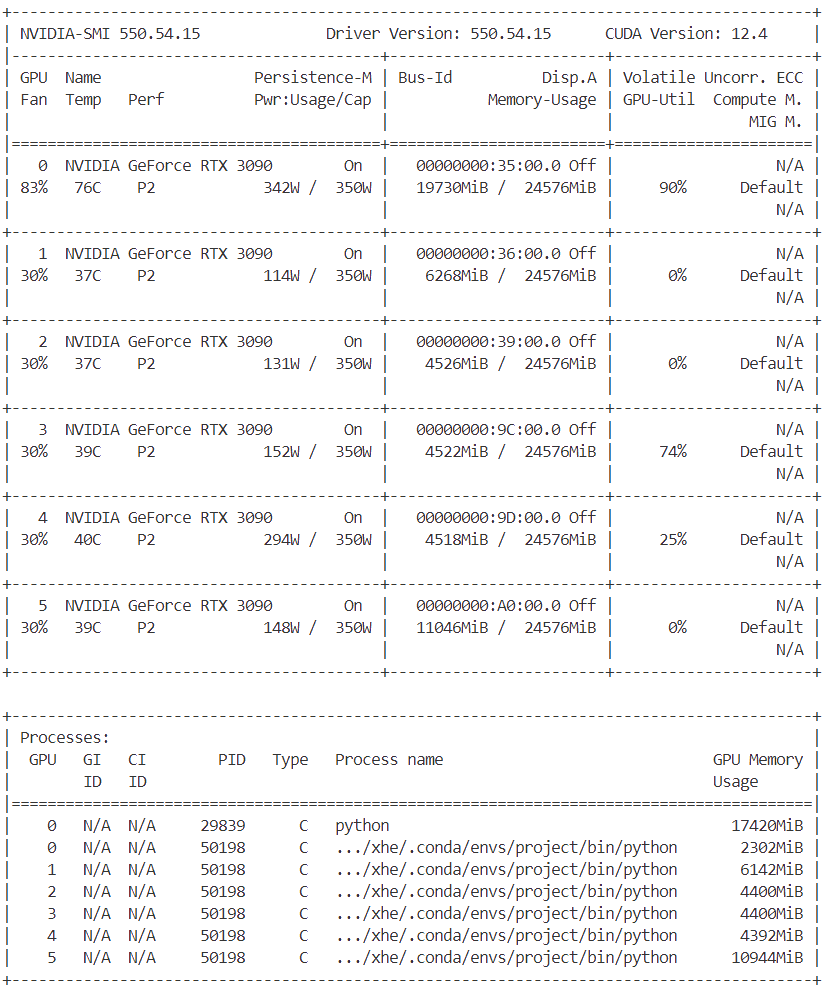 +-----------------------------------------------------------------------------------------+
| NVIDIA-SMI 550.54.15              Driver Version: 550.54.15      CUDA Version: 12.4     |
|-----------------------------------------+------------------------+----------------------+
| GPU  Name                 Persistence-M | Bus-Id          Disp.A | Volatile Uncorr. ECC |
| Fan  Temp   Perf          Pwr:Usage/Cap |           Memory-Usage | GPU-Util  Compute M. |
|                                         |                        |               MIG M. |
|=========================================+========================+======================|
|   0  NVIDIA GeForce RTX 3090        On  |   00000000:35:00.0 Off |                  N/A |
| 83%   76C    P2            342W /  350W |   19730MiB /  24576MiB |     90%      Default |
|                                         |                        |                  N/A |
+-----------------------------------------+------------------------+----------------------+
|   1  NVIDIA GeForce RTX 3090        On  |   00000000:36:00.0 Off |                  N/A |
| 30%   37C    P2            114W /  350W |    6268MiB /  24576MiB |      0%      Default |
|                                         |                        |                  N/A |
+-----------------------------------------+------------------------+----------------------+
|   2  NVIDIA GeForce RTX 3090        On  |   00000000:39:00.0 Off |                  N/A |
| 30%   37C    P2            131W /  350W |    4526MiB /  24576MiB |      0%      Default |
|                                         |                        |                  N/A |
+-----------------------------------------+------------------------+----------------------+
|   3  NVIDIA GeForce RTX 3090        On  |   00000000:9C:00.0 Off |                  N/A |
| 30%   39C    P2            152W /  350W |    4522MiB /  24576MiB |     74%      Default |
|                                         |                        |                  N/A |
+-----------------------------------------+------------------------+----------------------+
|   4  NVIDIA GeForce RTX 3090        On  |   00000000:9D:00.0 Off |                  N/A |
| 30%   40C    P2            294W /  350W |    4518MiB /  24576MiB |     25%      Default |
|                                         |                        |                  N/A |
+-----------------------------------------+------------------------+----------------------+
|   5  NVIDIA GeForce RTX 3090        On  |   00000000:A0:00.0 Off |                  N/A |
| 30%   39C    P2            148W /  350W |   11046MiB /  24576MiB |      0%      Default |
|                                         |                        |                  N/A |
+-----------------------------------------+------------------------+----------------------+

+-----------------------------------------------------------------------------------------+
| Processes:                                                                              |
|  GPU   GI   CI        PID   Type   Process name                              GPU Memory |
|        ID   ID                                                               Usage      |
|=========================================================================================|
|    0   N/A  N/A     29839      C   python                                      17420MiB |
|    0   N/A  N/A     50198      C   .../xhe/.conda/envs/project/bin/python       2302MiB |
|    1   N/A  N/A     50198      C   .../xhe/.conda/envs/project/bin/python       6142MiB |
|    2   N/A  N/A     50198      C   .../xhe/.conda/envs/project/bin/python       4400MiB |
|    3   N/A  N/A     50198      C   .../xhe/.conda/envs/project/bin/python       4400MiB |
|    4   N/A  N/A     50198      C   .../xhe/.conda/envs/project/bin/python       4392MiB |
|    5   N/A  N/A     50198      C   .../xhe/.conda/envs/project/bin/python      10944MiB |
+-----------------------------------------------------------------------------------------+